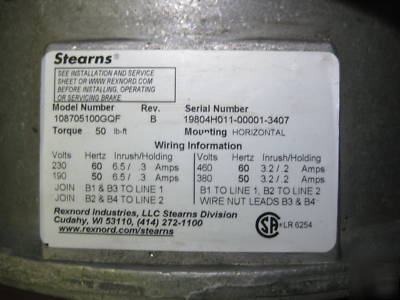 Stearns®
SEE INSTALLATION AND SERVICE
SHEET OR WWW.REXNORD.COM
BEFORE INSTALLING, OPERATING
OR SERVICING BRAKE.
Model Number Rev. Serial Number
108705100GQF B 19804H011-00001-3407
Torque 50 lb-ft Mounting HORIZONTAL
Wiring Information
Volts Hertz Inrush/Holding Volts Hertz Inrush/Holding
230 60 6.5/ .3 Amps 460 60 3.2/ .2 Amps
190 50 6.5/ .3 Amps 380 50 3.2/ .2 Amps
JOIN B1 & B3 TO LINE 1 B1 TO LINE 1, B2 TO LINE 2
JOIN B2 & B4 TO LINE 2 WIRE NUT LEADS B3 & B4
Rexnord Industries, LLC Stearns Division
Cudahy, WI 53110, (414) 272-1100
www.rexnord.com/stearns
SA LR 6254